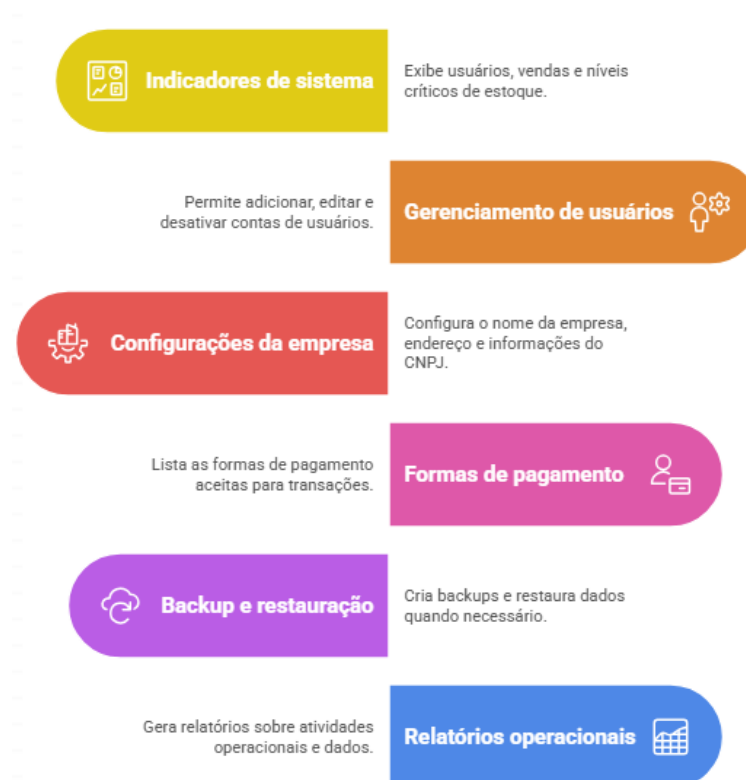 Indicadores de sistema
Exibe usuários, vendas e níveis
críticos de estoque.
Permite adicionar, editar e
desativar contas de usuários.
Gerenciamento de usuários
Configurações da empresa
Configura o nome da empresa,
endereço e informações do
CNPJ.
Lista as formas de pagamento
aceitas para transações.
Formas de pagamento
Backup e restauração
Cria backups e restaura dados
quando necessário.
Gera relatórios sobre atividades
operacionais e dados.
Relatórios operacionais